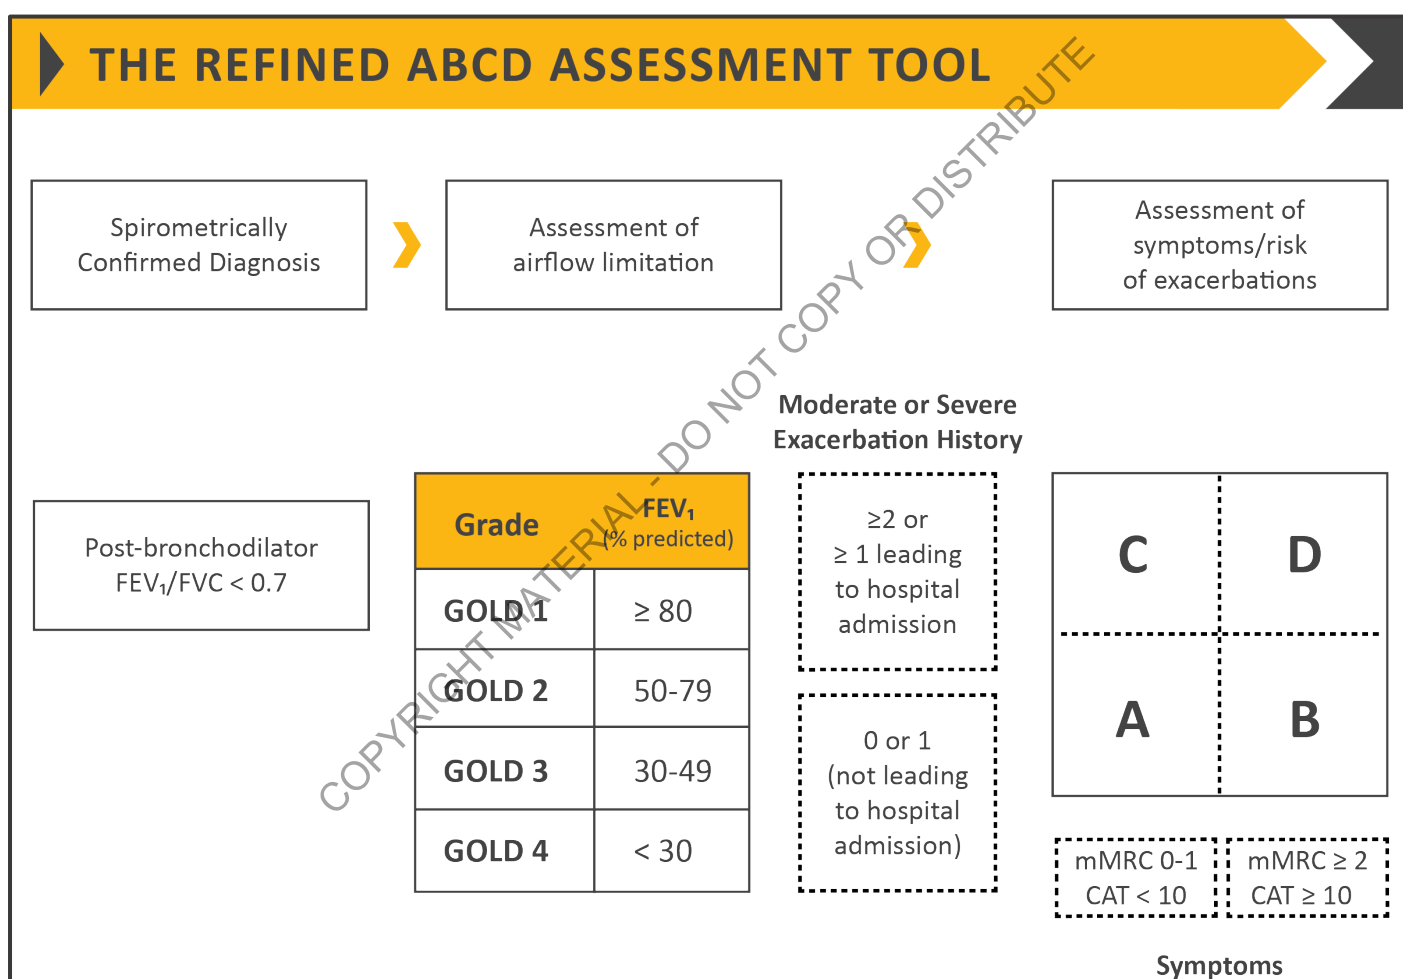 THE REFINED ABCD ASSESSMENT TOOL
Spirometrically
Confirmed Diagnosis
Assessment of
airflow limitation
Assessment of
symptoms/risk
of exacerbations
Moderate or Severe
Exacerbation History
Post-bronchodilator
FEV₁/FVC < 0.7
Grade
FEV₁
(% predicted)
GOLD 1
≥ 80
GOLD 2
50-79
GOLD 3
30-49
GOLD 4
< 30
≥2 or
≥ 1 leading
to hospital
admission
0 or 1
(not leading
to hospital
admission)
C
D
A
B
mMRC 0-1
CAT < 10
mMRC ≥ 2
CAT ≥ 10
Symptoms
COPYRIGHT MATERIAL - DO NOT COPY OR DISTRIBUTE